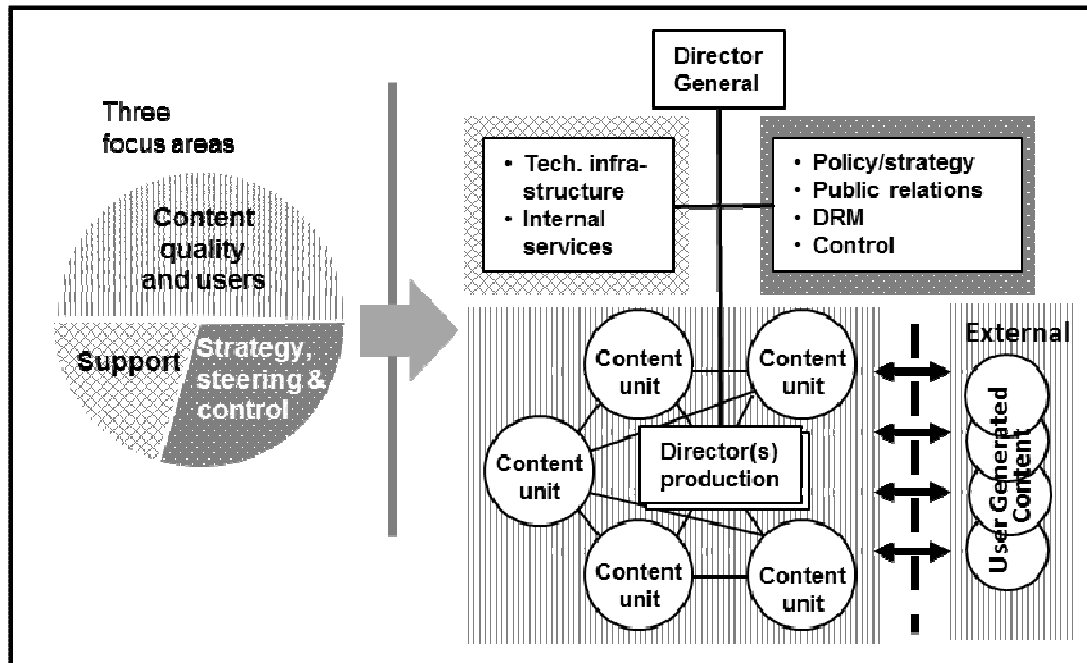 Three
focus areas
Content
quality
and users
Support
Strategy,
steering &
control
Director
General
• Tech. infra-
structure
• Internal
services
• Policy/strategy
• Public relations
• DRM
• Control
Content
unit
Content
unit
Content
unit
Director(s)
production
Content
unit
Content
unit
External
User Generated
Content